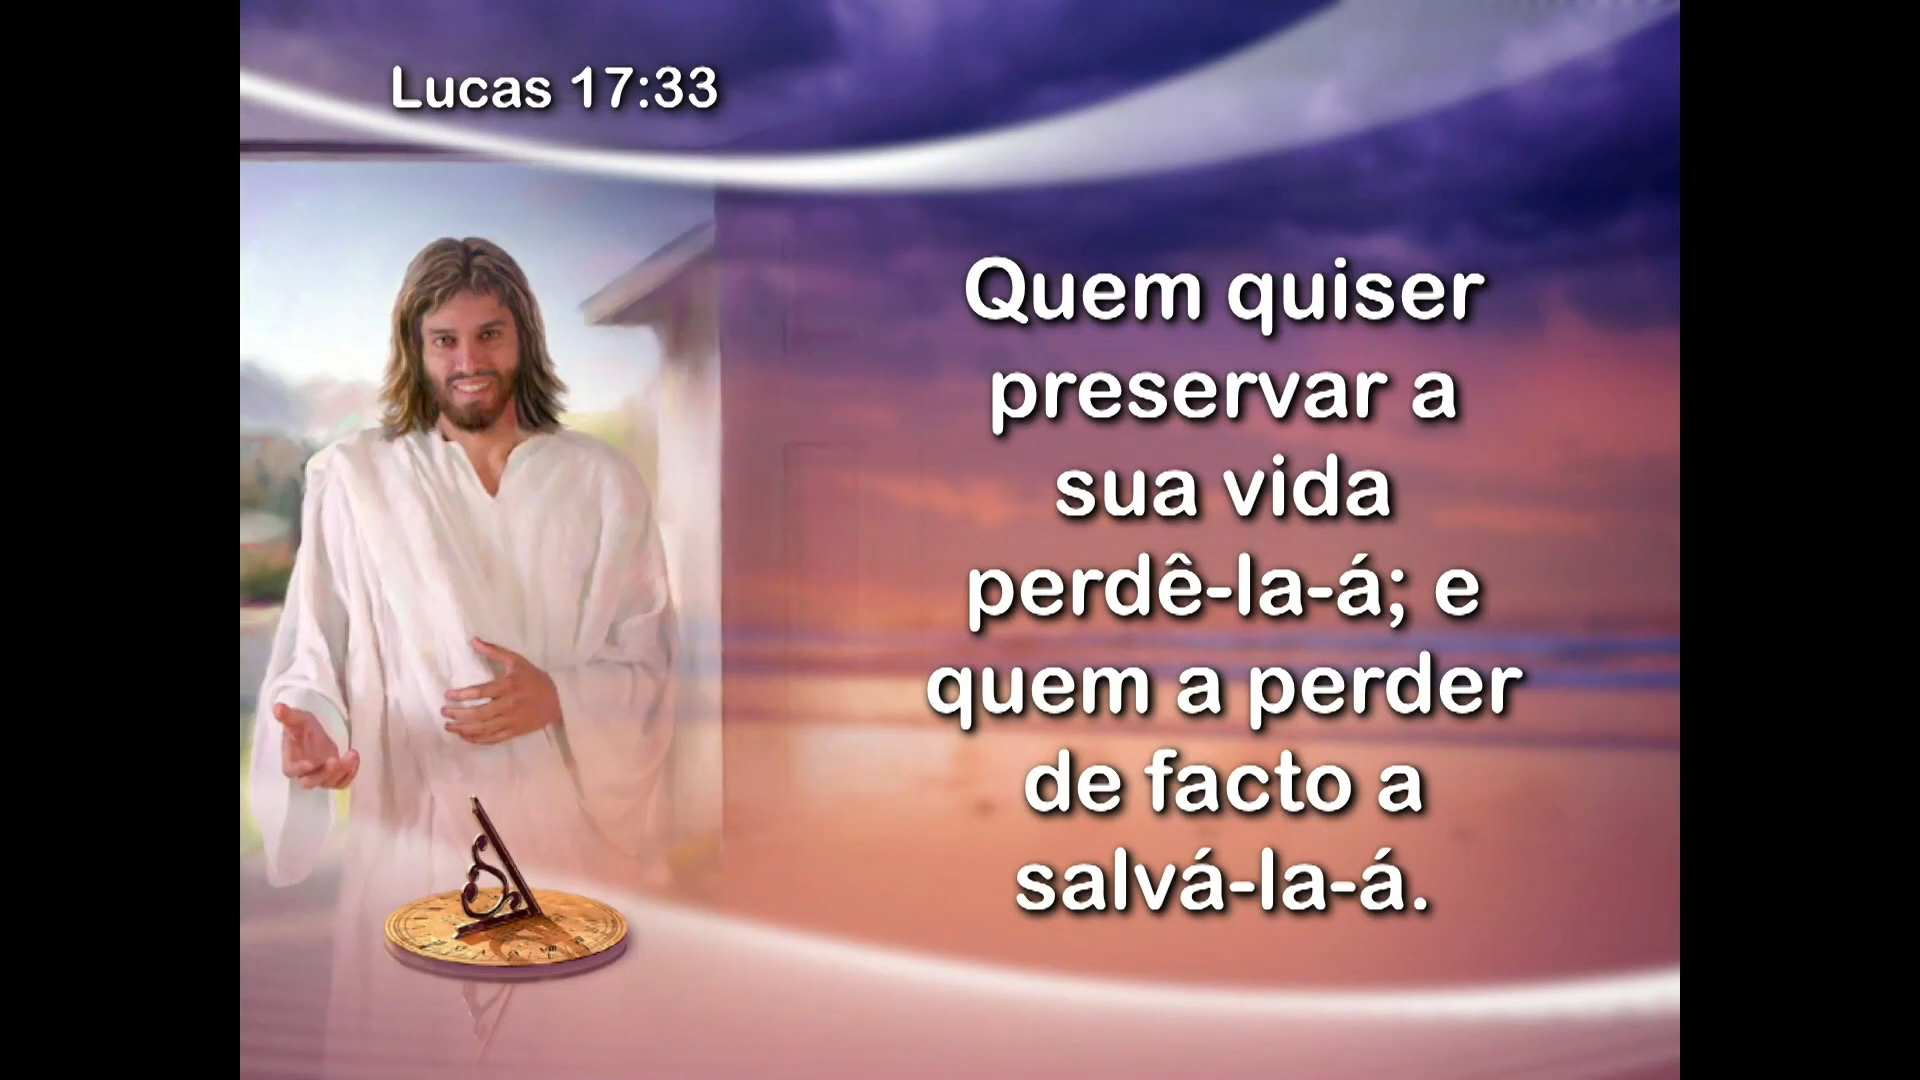 Lucas 17:33
Quem quiser
preservar a
sua vida
perdê-la-á; e
quem a perder
de facto a
salvá-la-á.